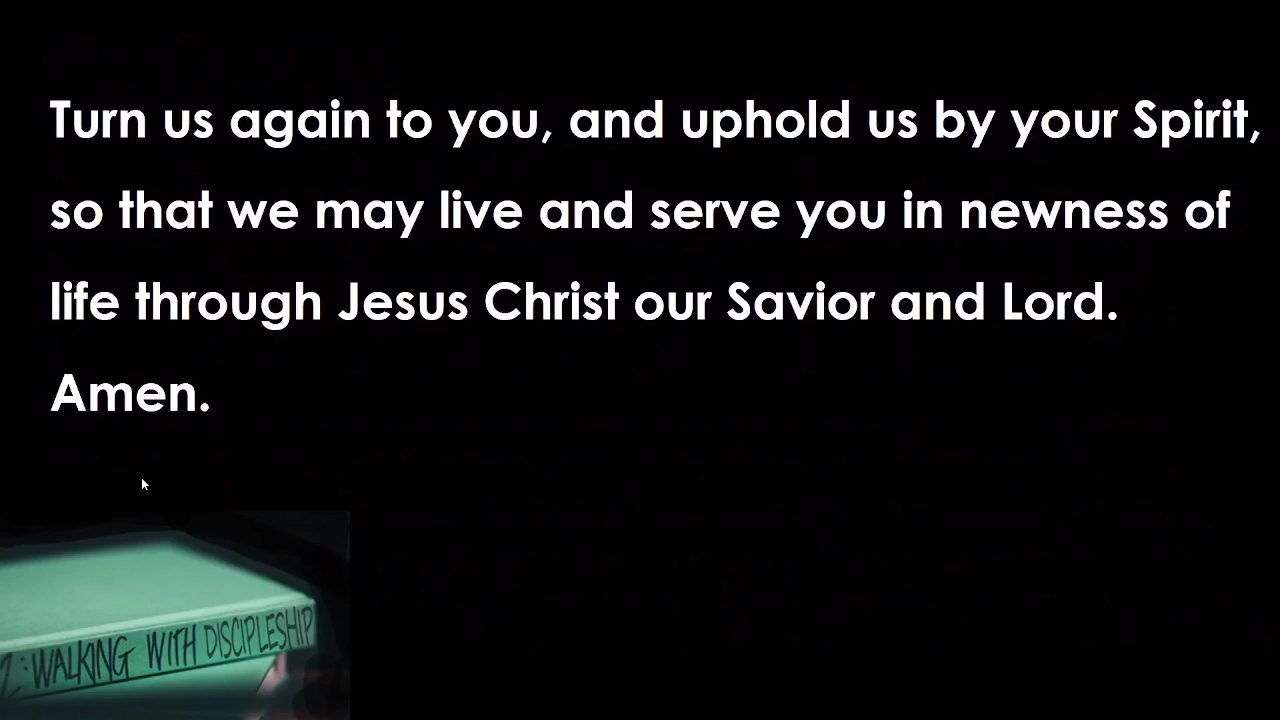 Turn us again to you, and uphold us by your Spirit,
so that we may live and serve you in newness of
life through Jesus Christ our Savior and Lord.
Amen.
2: WALKING WITH DISCIPLESHIP